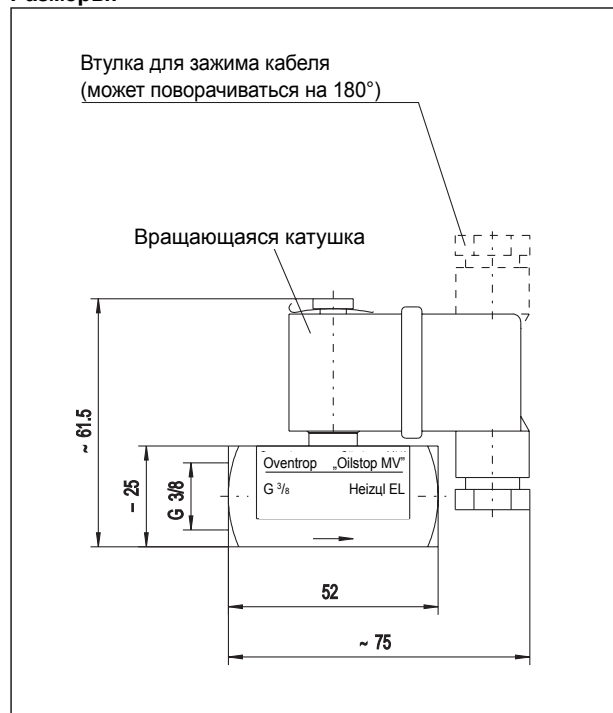 Втулка для зажима кабеля
(может поворачиваться на 180°)
Вращающаяся катушка
~ 61.5
– 25
G 3/8
Oventrop „Oilstop MV”
G 3/8 Heizцl EL
52
~ 75